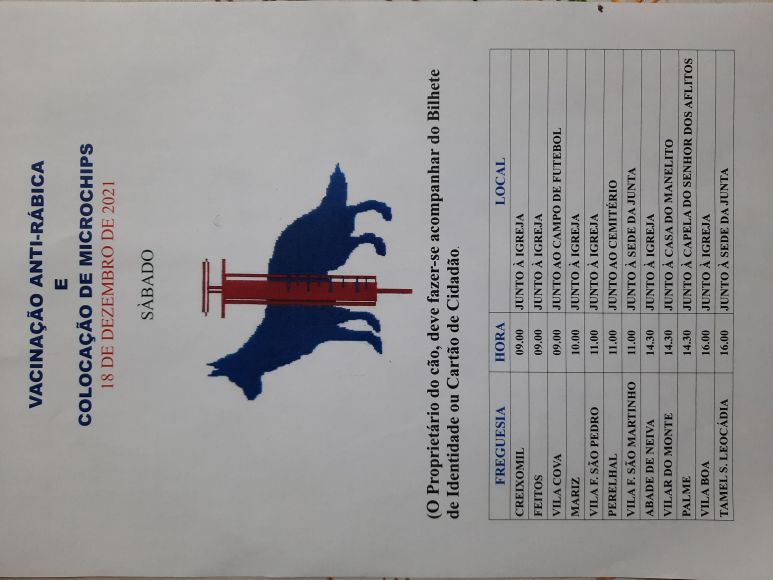 VACINAÇÃO ANTI-RÁBICA
E
COLOCAÇÃO DE MICROCHIPS
18 DE DEZEMBRO DE 2021
SÀBADO
(O Proprietário do cão, deve fazer-se acompanhar do Bilhete
de Identidade ou Cartão de Cidadão.
FREGUESIA HORA LOCAL
CREIXOMIL 09.00 JUNTO À IGREJA
FEITOS 09.00 JUNTO À IGREJA
VILA COVA 09.00 JUNTO AO CAMPO DE FUTEBOL
MARIZ 10.00 JUNTO À IGREJA
VILA F. SÃO PEDRO 11.00 JUNTO À IGREJA
PERELHAL 11.00 JUNTO AO CEMITÉRIO
VILA F. SÃO MARTINHO 11.00 JUNTO À SEDE DA JUNTA
ABADE DE NEIVA 14.30 JUNTO À IGREJA
VILAR DO MONTE 14.30 JUNTO À CASA DO MANELITO
PALME 14.30 JUNTO À CAPELA DO SENHOR DOS AFLITOS
VILA BOA 16.00 JUNTO À IGREJA
TAMEL S. LEOCÁDIA 16.00 JUNTO À SEDE DA JUNTA